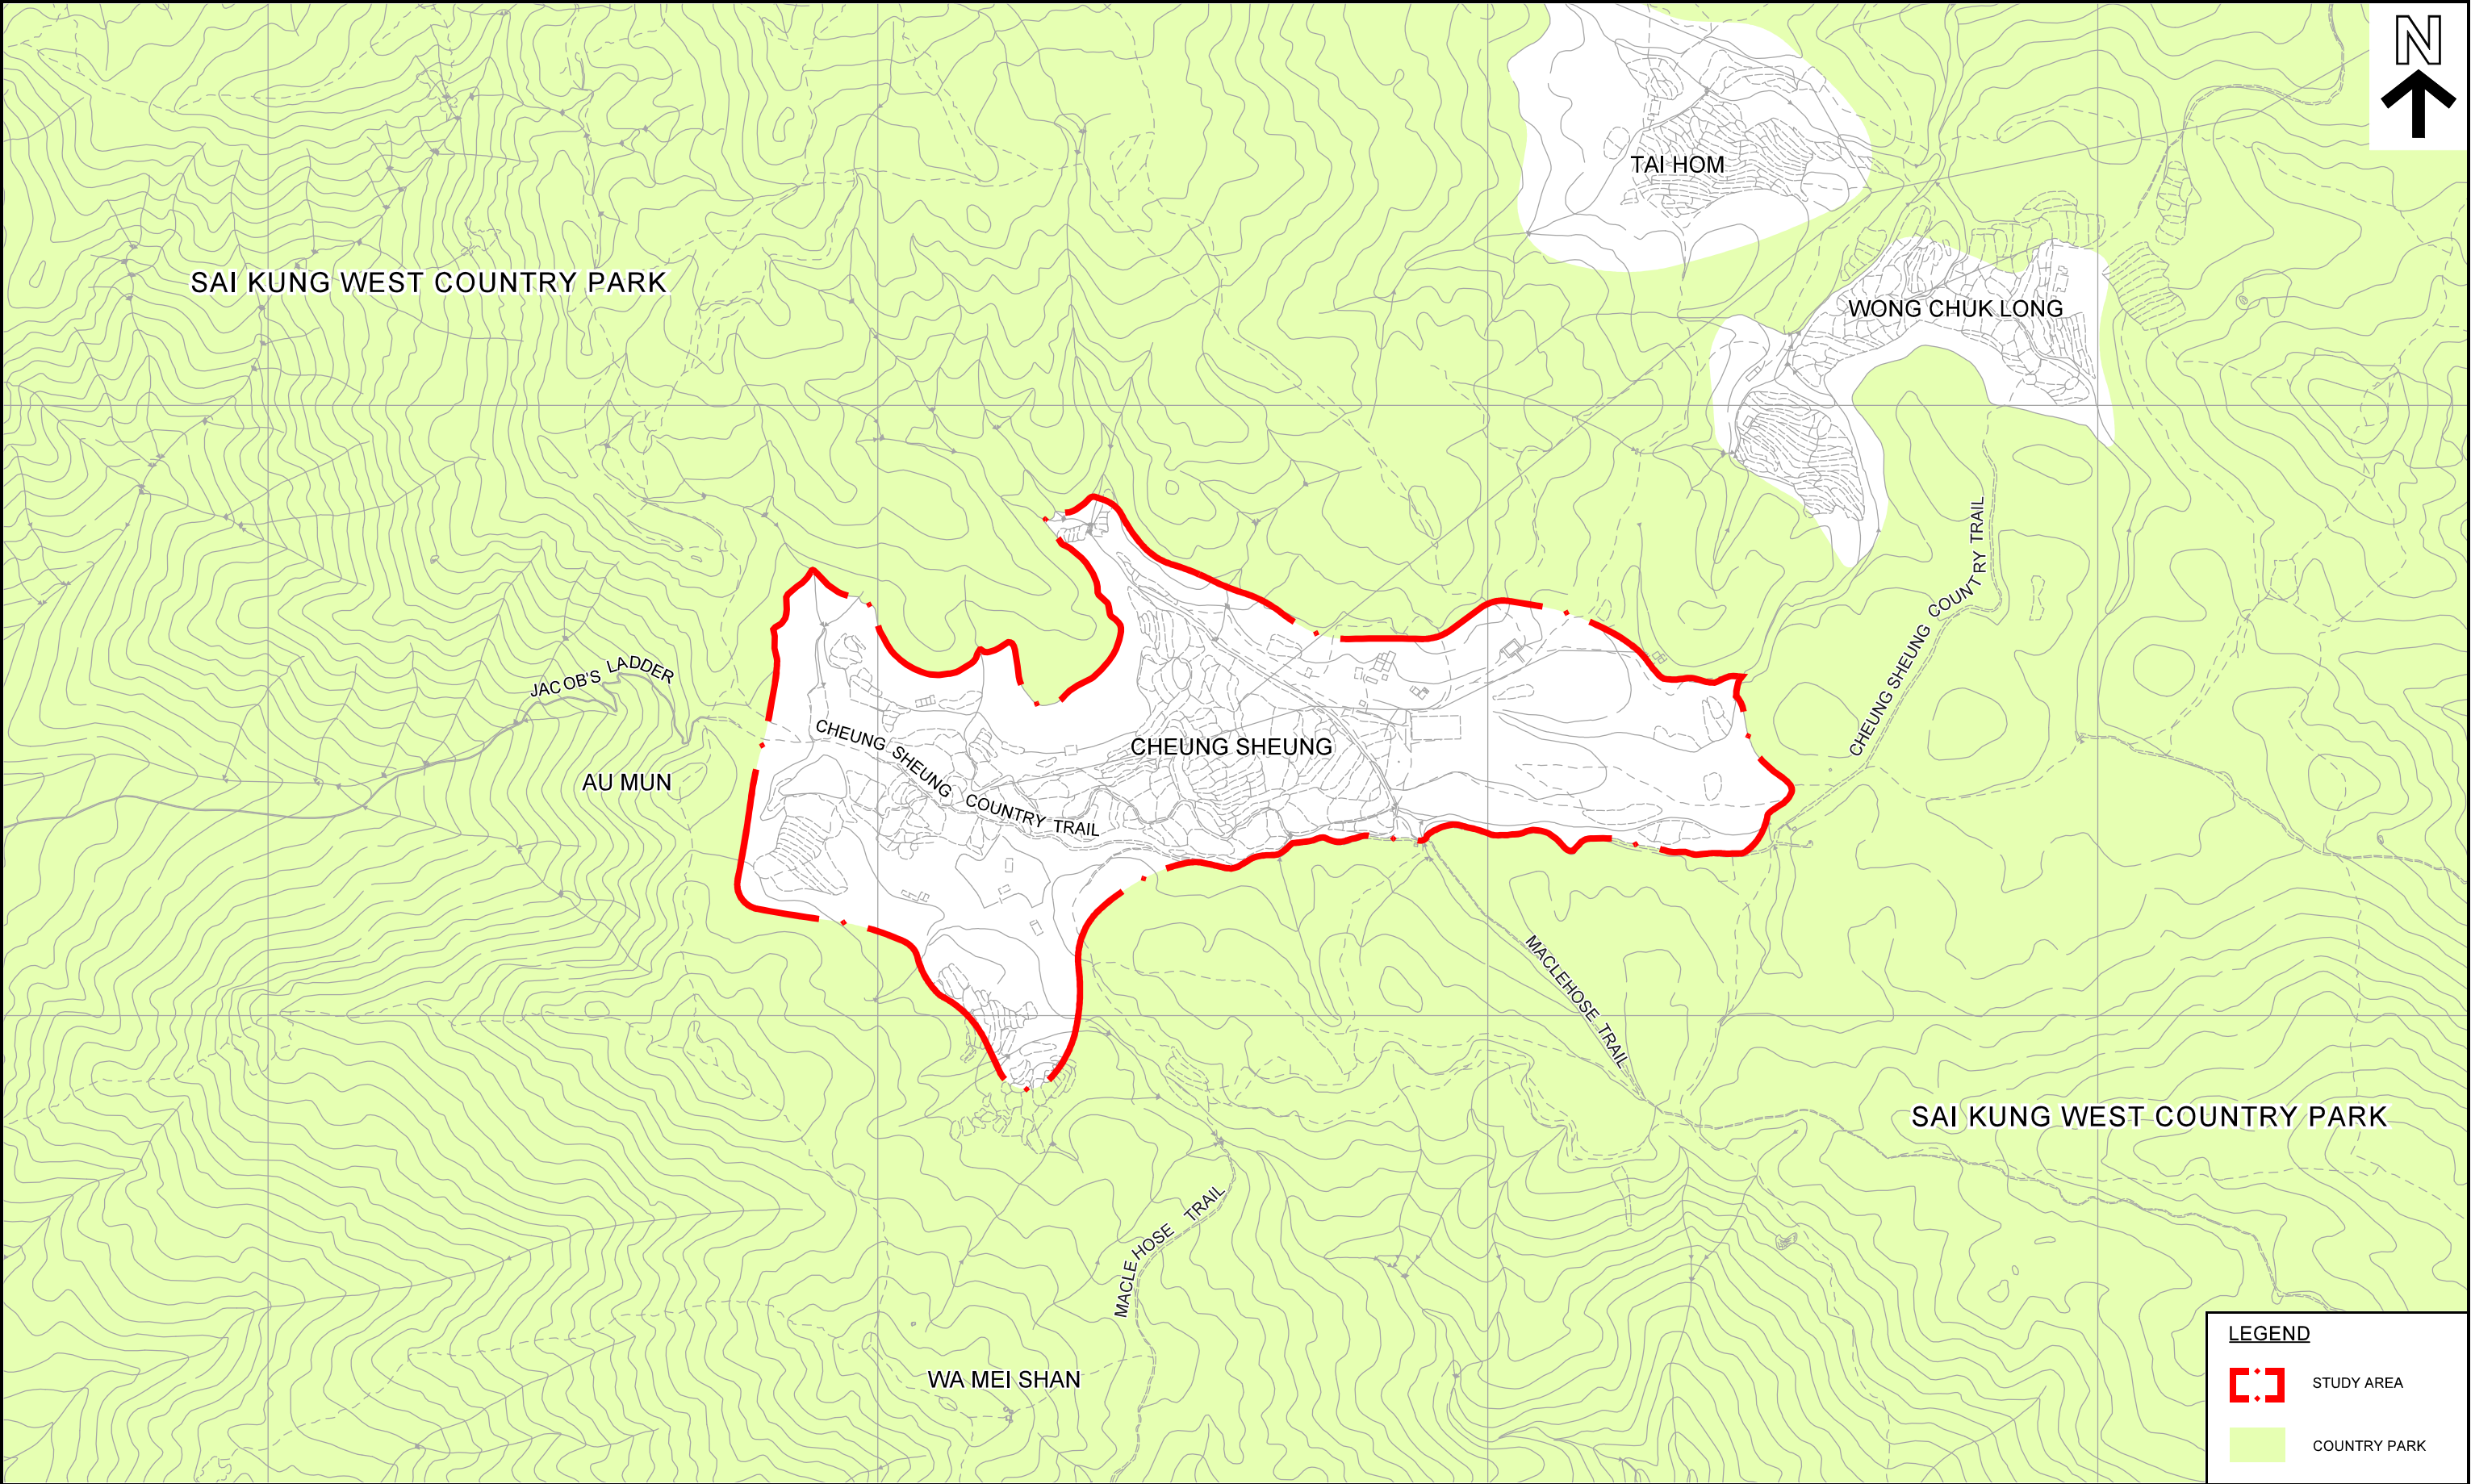 N
TAI HOM
SAI KUNG WEST COUNTRY PARK
WONG CHUK LONG
CHEUNG SHEUNG COUNTRY TRAIL
JACOB'S LADDER
CHEUNG SHEUNG COUNTRY TRAIL
CHEUNG SHEUNG
AU MUN
MACLEHOSE TRAIL
SAI KUNG WEST COUNTRY PARK
MACLEHOSE TRAIL
WA MEI SHAN
LEGEND
STUDY AREA
COUNTRY PARK